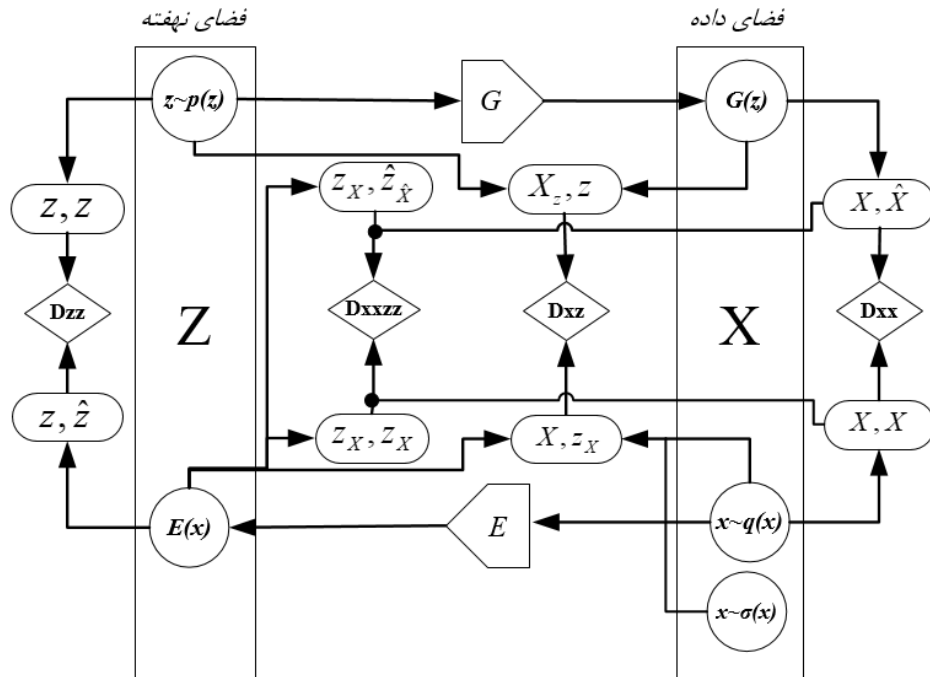 فضای نهفته
فضای داده
z~p(z)
G
G(z)
z_X, ẑ_X̂
X_z, z
X, X̂
z, z
Dzz
Z
Dxxzz
Dxz
X
Dxx
z, ẑ
z_X, z_X
X, z_X
X, X
E(x)
E
x~q(x)
x~σ(x)